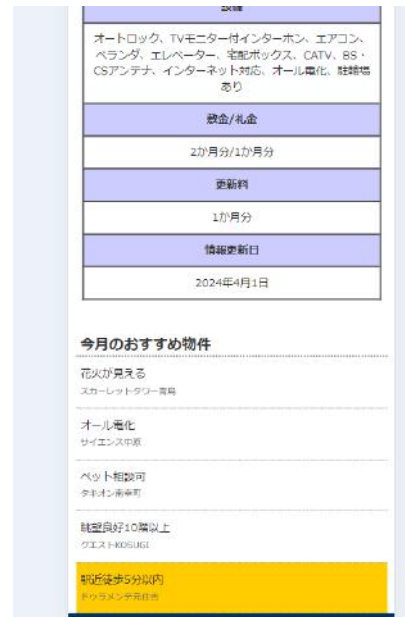 設備
オートロック、TVモニター付インターホン、エアコン、
ベランダ、エレベーター、宅配ボックス、CATV、BS・
CSアンテナ、インターネット対応、オール電化、駐輪場
あり
敷金/礼金
2か月分/1か月分
更新料
1か月分
情報更新日
2024年4月1日
今月のおすすめ物件
花火が見える
スカーレットタワー青島
オール電化
サイエンス中原
ペット相談可
タキオン南幸町
眺望良好10階以上
クエストKOSUGI
駅近徒歩5分以内
ドゥラメンテ元住吉